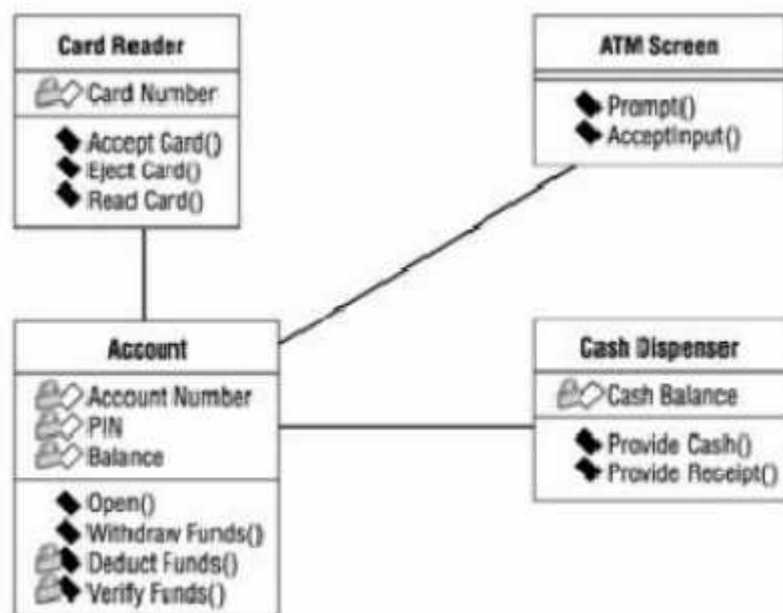 Card Reader
Card Number
Accept Card()
Eject Card()
Read Card()
ATM Screen
Prompt()
AcceptInput()
Account
Account Number
PIN
Balance
Open()
Withdraw Funds()
Deduct Funds()
Verify Funds()
Cash Dispenser
Cash Balance
Provide Cash()
Provide Receipt()